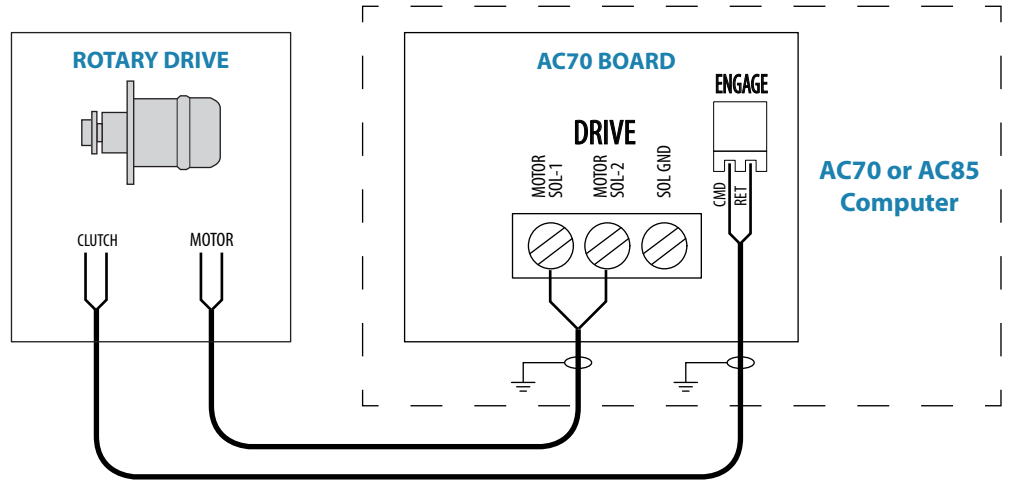 ROTARY DRIVE
CLUTCH
MOTOR
AC70 BOARD
ENGAGE
DRIVE
MOTOR
SOL-1
MOTOR
SOL-2
SOL GND
CMD
RET
AC70 or AC85
Computer